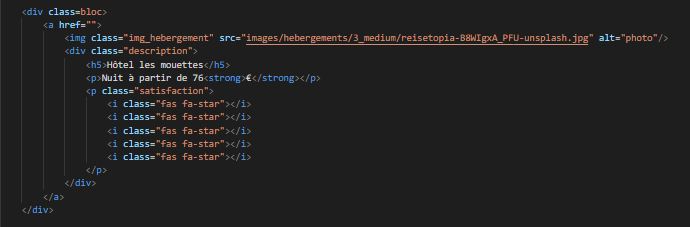 <div class=bloc>
<a href="">
<img class="img_hebergement" src="images/hebergements/3_medium/reisetopia-B8WIgxA_PFU-unsplash.jpg" alt="photo"/>
<div class="description">
<h5>Hôtel les mouettes</h5>
<p>Nuit à partir de 76<strong>€</strong></p>
<p class="satisfaction">
<i class="fas fa-star"></i>
<i class="fas fa-star"></i>
<i class="fas fa-star"></i>
<i class="fas fa-star"></i>
<i class="fas fa-star"></i>
</p>
</div>
</a>
</div>